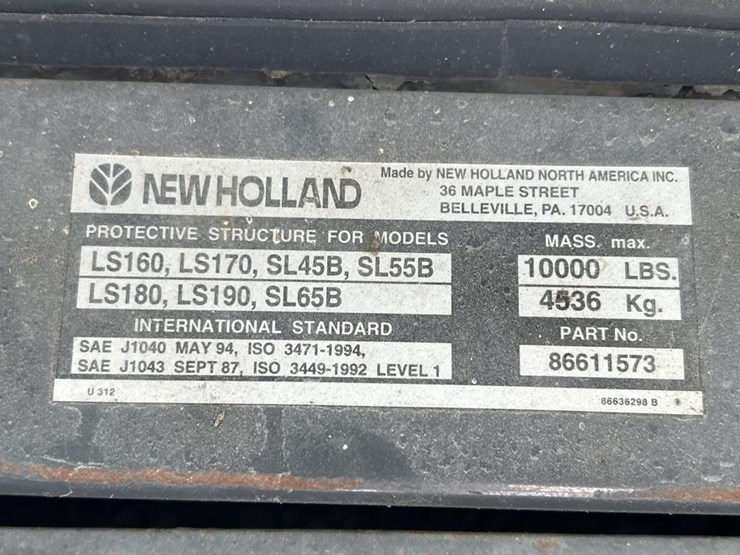 NEW HOLLAND
Made by NEW HOLLAND NORTH AMERICA INC.
36 MAPLE STREET
BELLEVILLE, PA. 17004 U.S.A.
PROTECTIVE STRUCTURE FOR MODELS
LS160, LS170, SL45B, SL55B
LS180, LS190, SL65B
INTERNATIONAL STANDARD
SAE J1040 MAY 94, ISO 3471-1994,
SAE J1043 SEPT 87, ISO 3449-1992 LEVEL 1
MASS. max.
10000 LBS.
4536 Kg.
PART No.
86611573
U 312
86636298 B